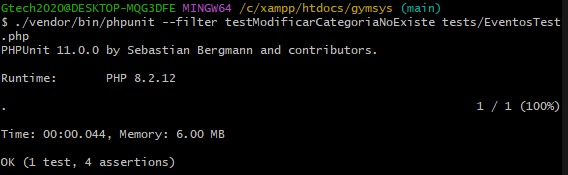 Gtech2020@DESKTOP-MQG3DFE MINGW64 /c/xampp/htdocs/gymsys (main)
$ ./vendor/bin/phpunit --filter testModificarCategoriaNoExiste tests/EventosTest
.php
PHPUnit 11.0.0 by Sebastian Bergmann and contributors.
Runtime:       PHP 8.2.12
.                                                                   1 / 1 (100%)
Time: 00:00.044, Memory: 6.00 MB
OK (1 test, 4 assertions)